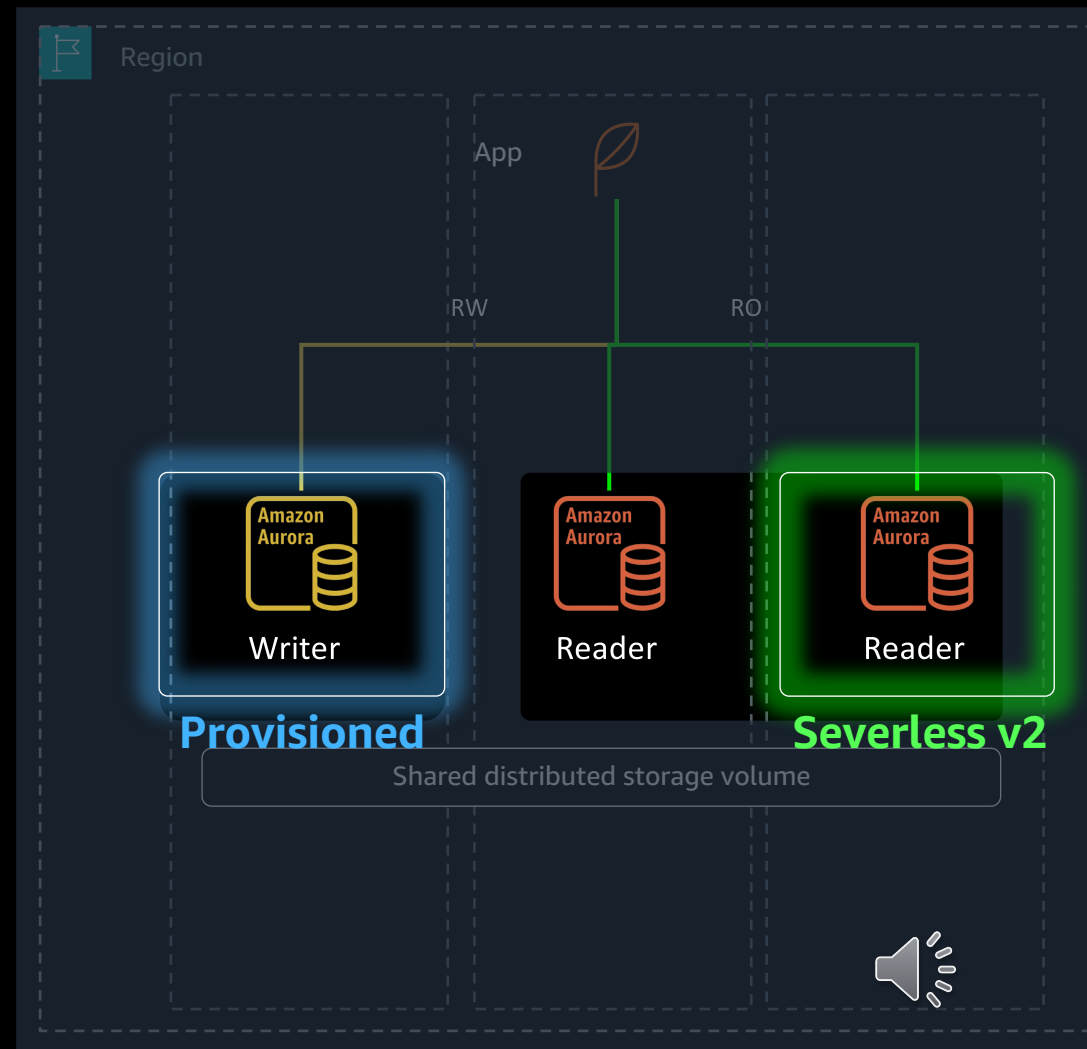 Region
App
RW
RO
Amazon
Aurora
Writer
Amazon
Aurora
Reader
Amazon
Aurora
Reader
Provisioned
Severless v2
Shared distributed storage volume